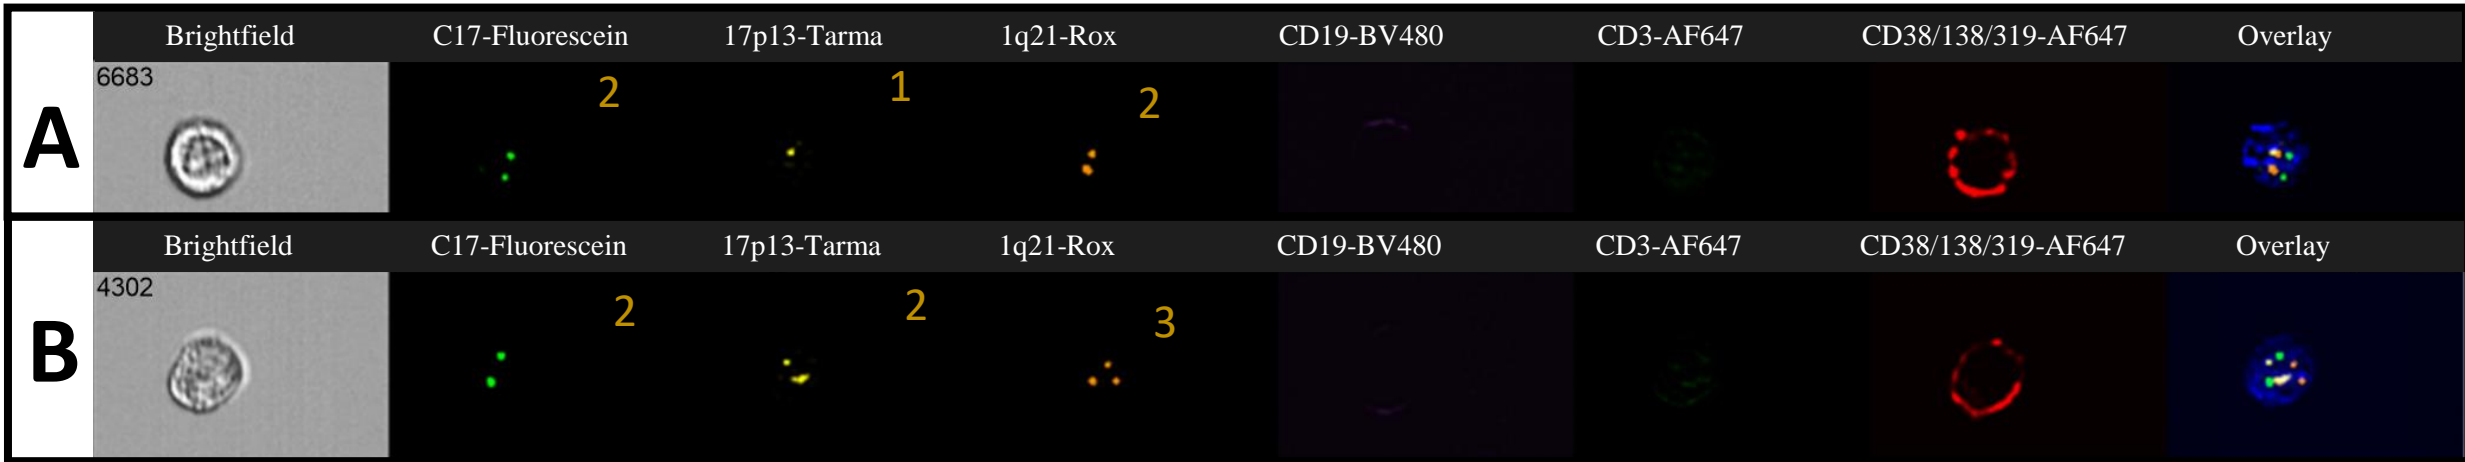 Brightfield C17-Fluorescein 17p13-Tarma 1q21-Rox CD19-BV480 CD3-AF647 CD38/138/319-AF647 Overlay
A 6683 2 1 2
Brightfield C17-Fluorescein 17p13-Tarma 1q21-Rox CD19-BV480 CD3-AF647 CD38/138/319-AF647 Overlay
B 4302 2 2 3